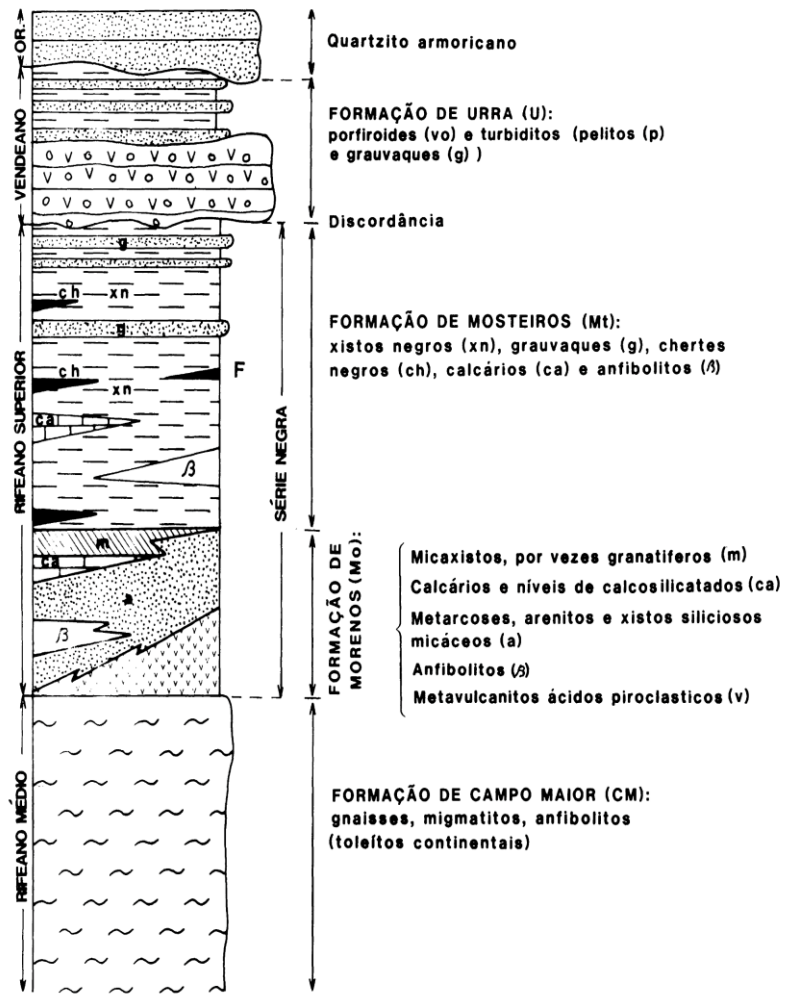 OR.
Quartzito armoricano
VENDEANO
FORMAÇÃO DE URRA (U):
porfiroides (vo) e turbiditos (pelitos (p)
e grauvaques (g) )
V o V o V o V
o V o V o V o
V o V o V o V o
Discordância
g
ch xn
g
ch
xn
F
ca
β
RIFEANO SUPERIOR
SÉRIE NEGRA
FORMAÇÃO DE MOSTEIROS (Mt):
xistos negros (xn), grauvaques (g), chertes
negros (ch), calcários (ca) e anfibolitos (β)
m
ca
a
β
FORMAÇÃO DE
MORENOS (Mo):
Micaxistos, por vezes granatiferos (m)
Calcários e níveis de calcosilicatados (ca)
Metarcoses, arenitos e xistos siliciosos
micáceos (a)
Anfibolitos (β)
Metavulcanitos ácidos piroclasticos (v)
RIFEANO MÉDIO
FORMAÇÃO DE CAMPO MAIOR (CM):
gnaisses, migmatitos, anfibolitos
(toleítos continentais)